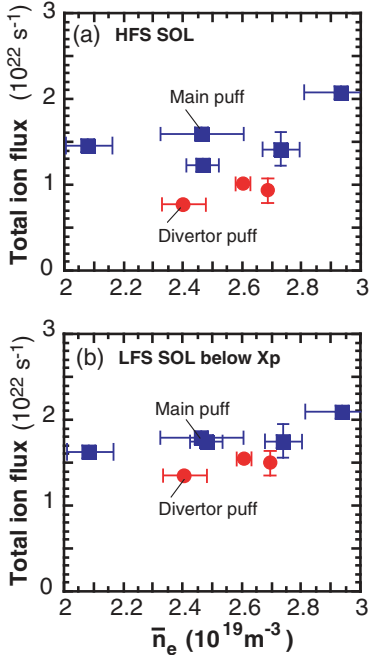 (a) HFS SOL
Total ion flux (10²² s⁻¹)
3
2
1
0
Main puff
Divertor puff
2 2.2 2.4 2.6 2.8 3
(b) LFS SOL below Xp
Total ion flux (10²² s⁻¹)
3
2
1
0
Main puff
Divertor puff
2 2.2 2.4 2.6 2.8 3
n̅e (10¹⁹m⁻³)